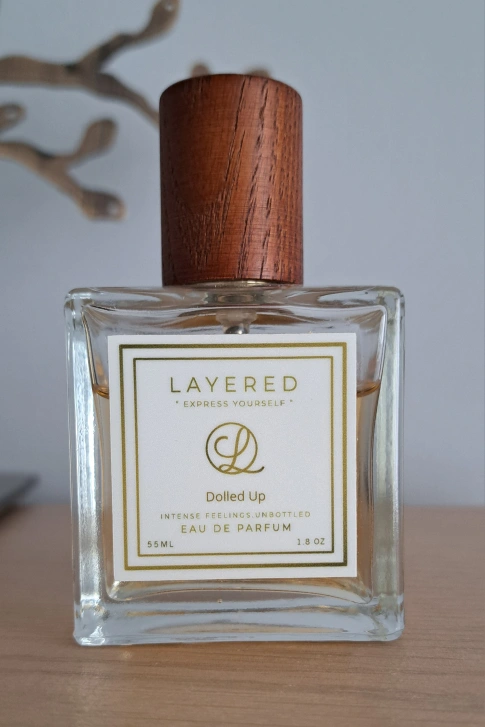 LAYERED
" EXPRESS YOURSELF "
L
Dolled Up
INTENSE FEELINGS,UNBOTTLED
EAU DE PARFUM
55ML 1.8 OZ